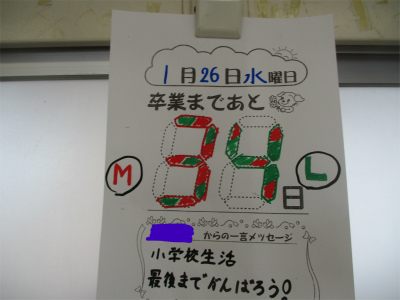 1月26日水曜日
卒業まであと
M 34日 L
からの一言メッセージ
小学校生活
最後までがんばろう○